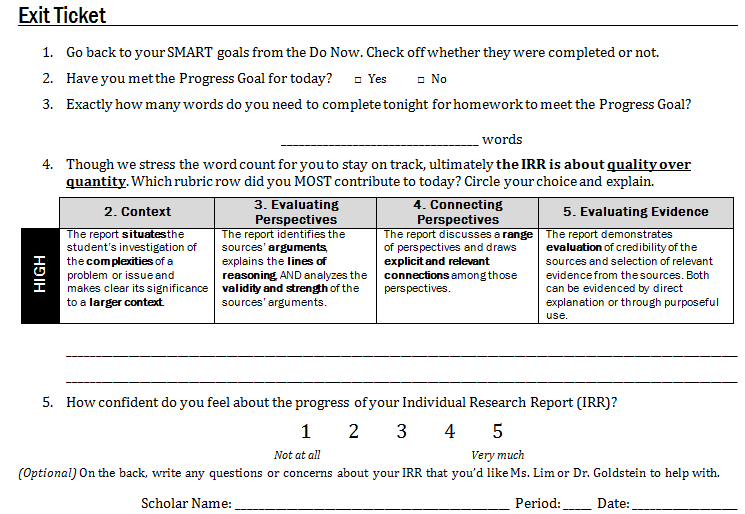 Exit Ticket
1. Go back to your SMART goals from the Do Now. Check off whether they were completed or not.
2. Have you met the Progress Goal for today? □ Yes □ No
3. Exactly how many words do you need to complete tonight for homework to meet the Progress Goal?
______________________________ words
4. Though we stress the word count for you to stay on track, ultimately the IRR is about quality over
quantity. Which rubric row did you MOST contribute to today? Circle your choice and explain.
2. Context
3. Evaluating
Perspectives
4. Connecting
Perspectives
5. Evaluating Evidence
HIGH
The report situates the
student's investigation of
the complexities of a
problem or issue and
makes clear its significance
to a larger context.
The report identifies the
sources' arguments,
explains the lines of
reasoning, AND analyzes the
validity and strength of the
sources' arguments.
The report discusses a range
of perspectives and draws
explicit and relevant
connections among those
perspectives.
The report demonstrates
evaluation of credibility of the
sources and selection of relevant
evidence from the sources. Both
can be evidenced by direct
explanation or through purposeful
use.
5. How confident do you feel about the progress of your Individual Research Report (IRR)?
1 2 3 4 5
Not at all Very much
(Optional) On the back, write any questions or concerns about your IRR that you'd like Ms. Lim or Dr. Goldstein to help with.
Scholar Name: ______________________________ Period: _____ Date: ______________